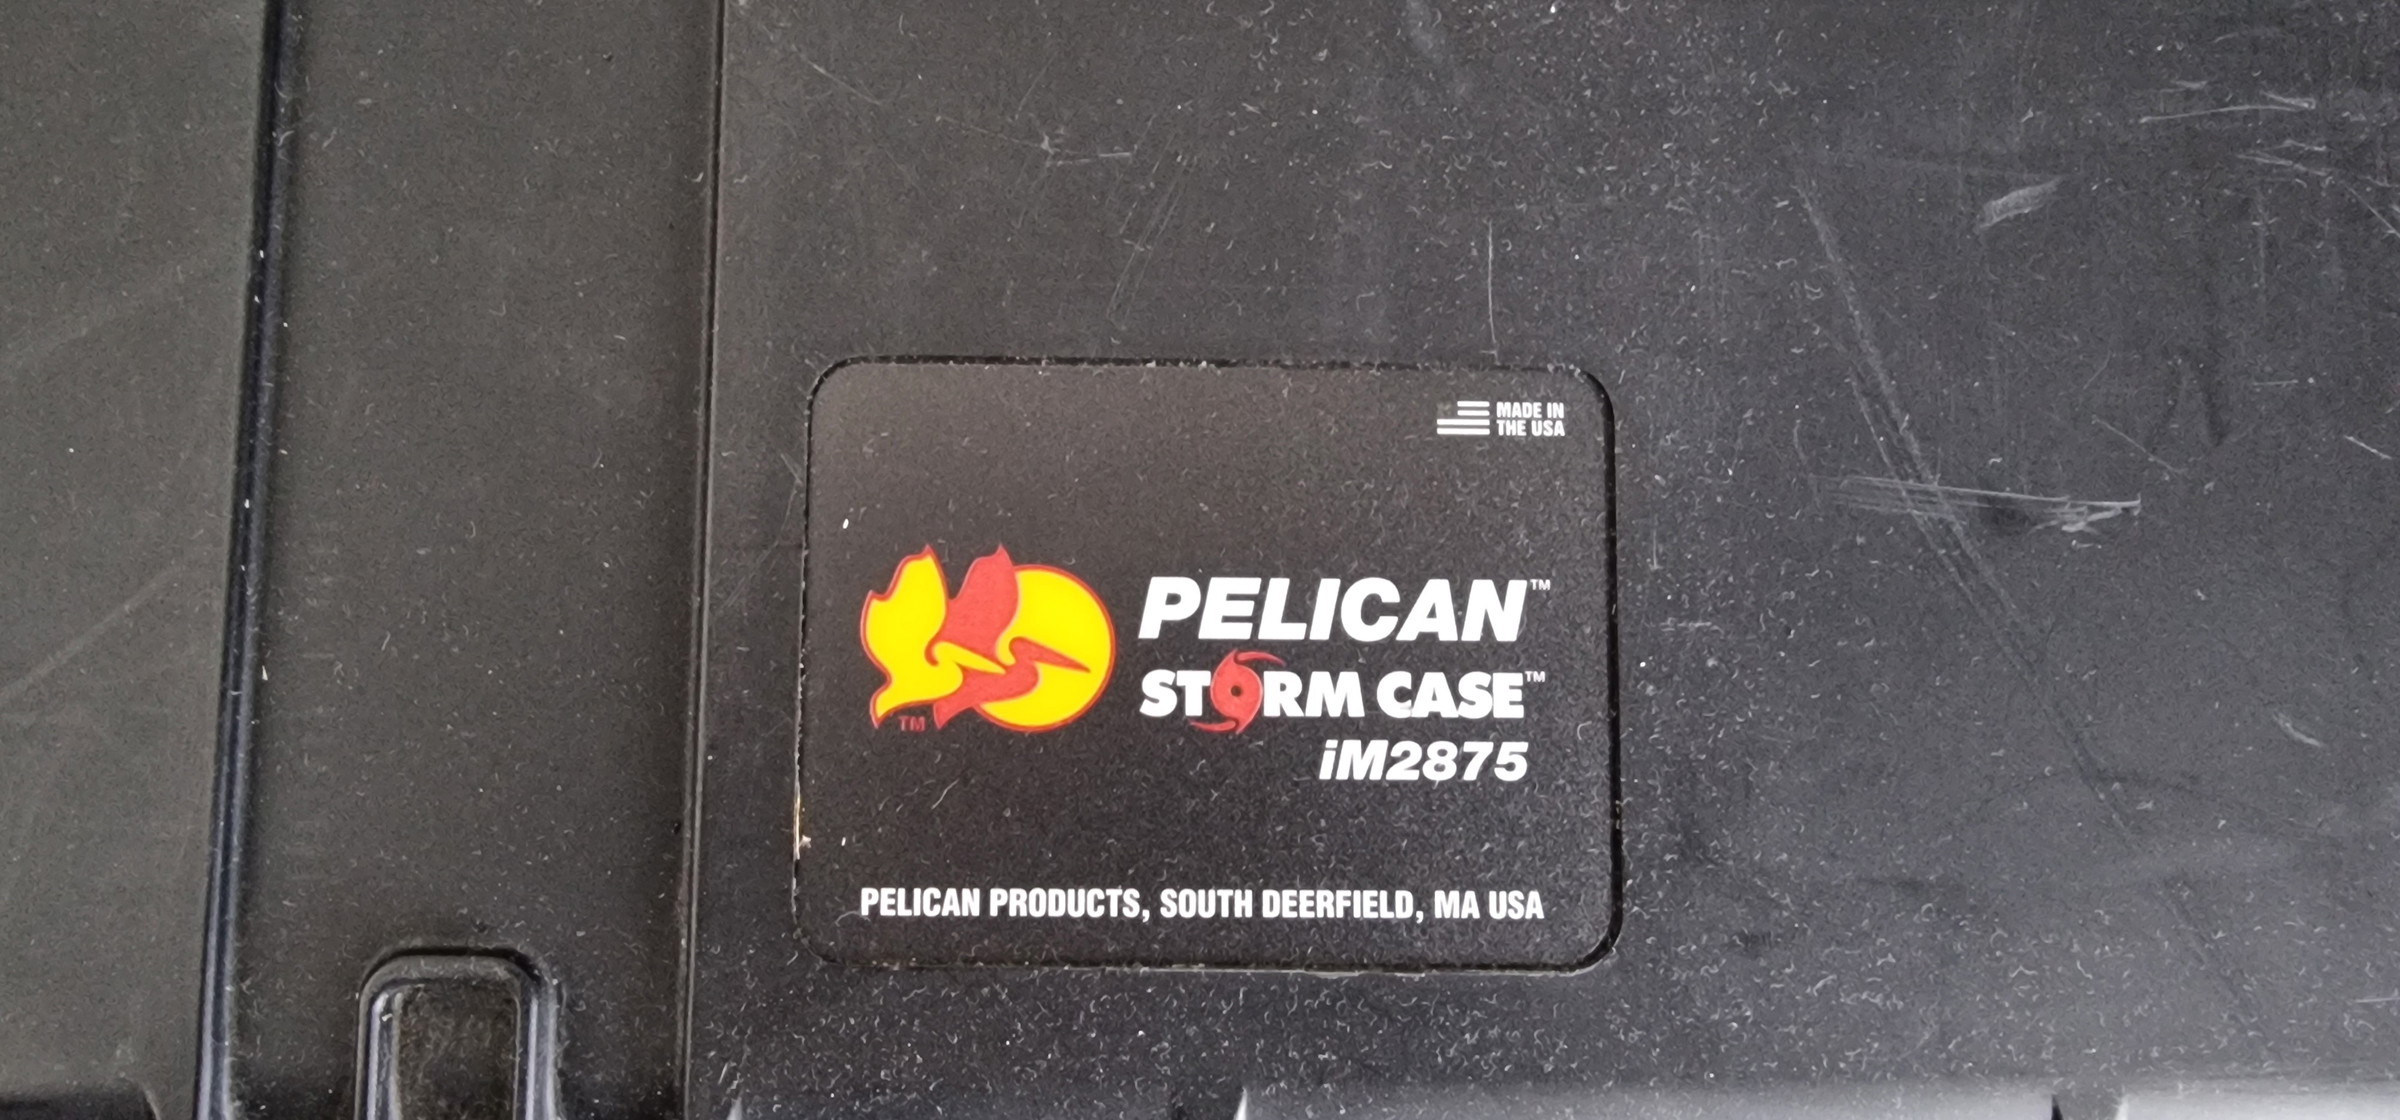 MADE IN
THE USA
PELICAN™
STORM CASE™
TM
iM2875
PELICAN PRODUCTS, SOUTH DEERFIELD, MA USA